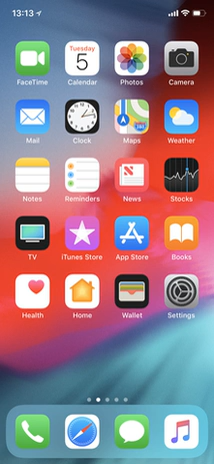 13:13
FaceTime
Tuesday
5
Calendar
Photos
Camera
Mail
Clock
Maps
Weather
Notes
Reminders
News
Stocks
tv
TV
iTunes Store
App Store
Books
Health
Home
Wallet
Settings